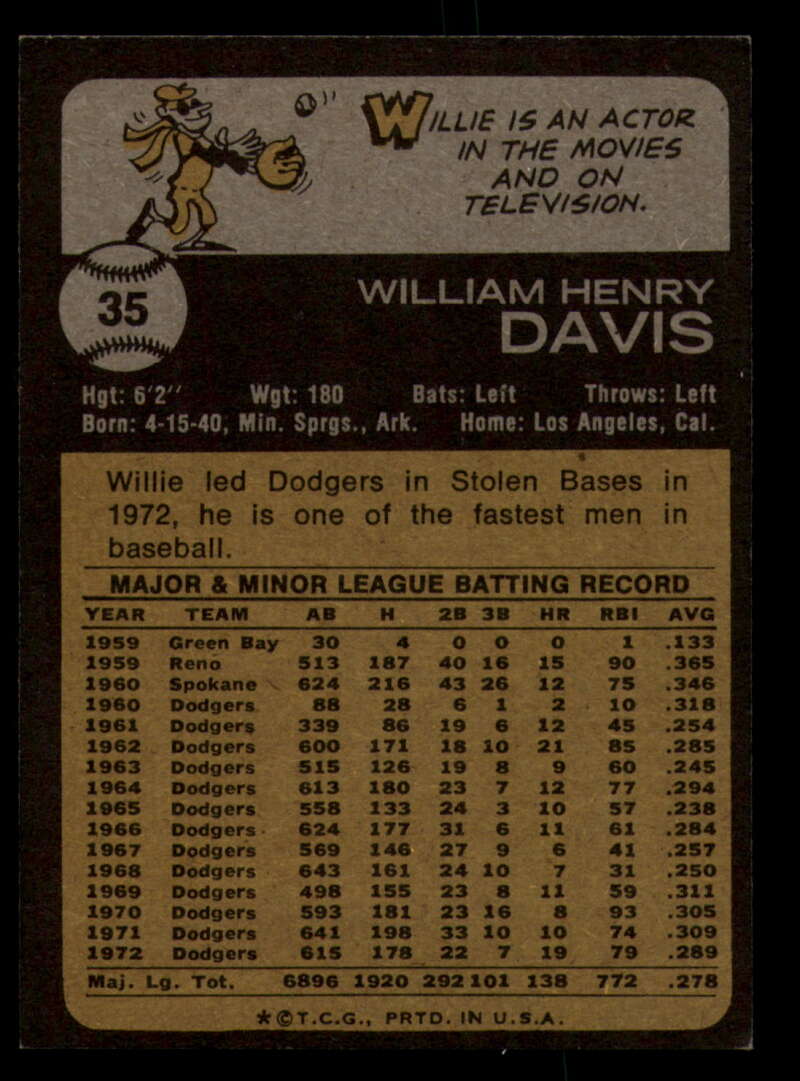 WILLIE IS AN ACTOR
IN THE MOVIES
AND ON
TELEVISION.
35
WILLIAM HENRY
DAVIS
Hgt: 6'2" Wgt: 180 Bats: Left Throws: Left
Born: 4-15-40, Min. Sprgs., Ark. Home: Los Angeles, Cal.
Willie led Dodgers in Stolen Bases in
1972, he is one of the fastest men in
baseball.
MAJOR & MINOR LEAGUE BATTING RECORD
YEAR TEAM AB H 2B 3B HR RBI AVG
1959 Green Bay 30 4 0 0 0 1 .133
1959 Reno 513 187 40 16 15 90 .365
1960 Spokane 624 216 43 26 12 75 .346
1960 Dodgers 88 28 6 1 2 10 .318
1961 Dodgers 339 86 19 6 12 45 .254
1962 Dodgers 600 171 18 10 21 85 .285
1963 Dodgers 515 126 19 8 9 60 .245
1964 Dodgers 613 180 23 7 12 77 .294
1965 Dodgers 558 133 24 3 10 57 .238
1966 Dodgers 624 177 31 6 11 61 .284
1967 Dodgers 569 146 27 9 6 41 .257
1968 Dodgers 643 161 24 10 7 31 .250
1969 Dodgers 498 155 23 8 11 59 .311
1970 Dodgers 593 181 23 16 8 93 .305
1971 Dodgers 641 198 33 10 10 74 .309
1972 Dodgers 615 178 22 7 19 79 .289
Maj. Lg. Tot. 6896 1920 292 101 138 772 .278
*©T.C.G., PRTD. IN U.S.A.